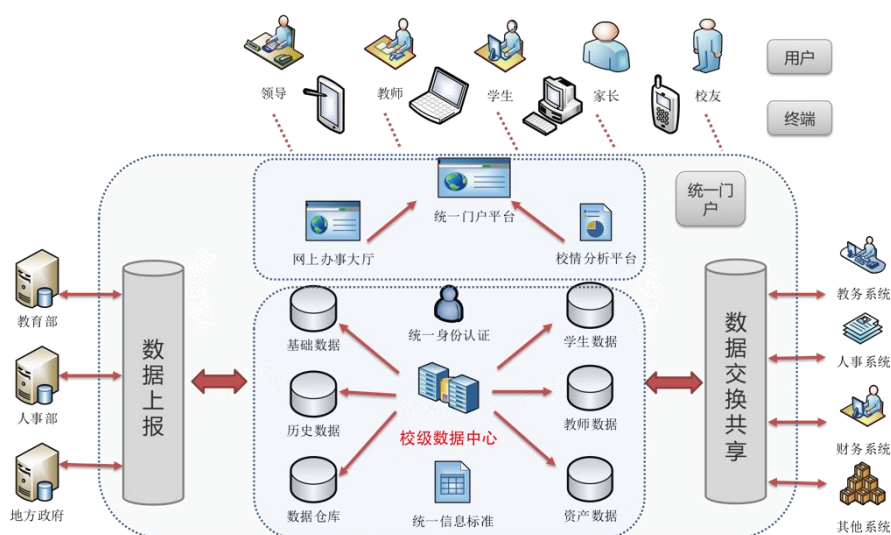 领导
教师
学生
家长
校友
用户
终端
统一门
户
统一门户平台
网上办事大厅
校情分析平台
教育部
人事部
地方政府
数据上报
基础数据
历史数据
数据仓库
统一身份认证
校级数据中心
统一信息标准
学生数据
教师数据
资产数据
数据交换共享
教务系统
人事系统
财务系统
其他系统